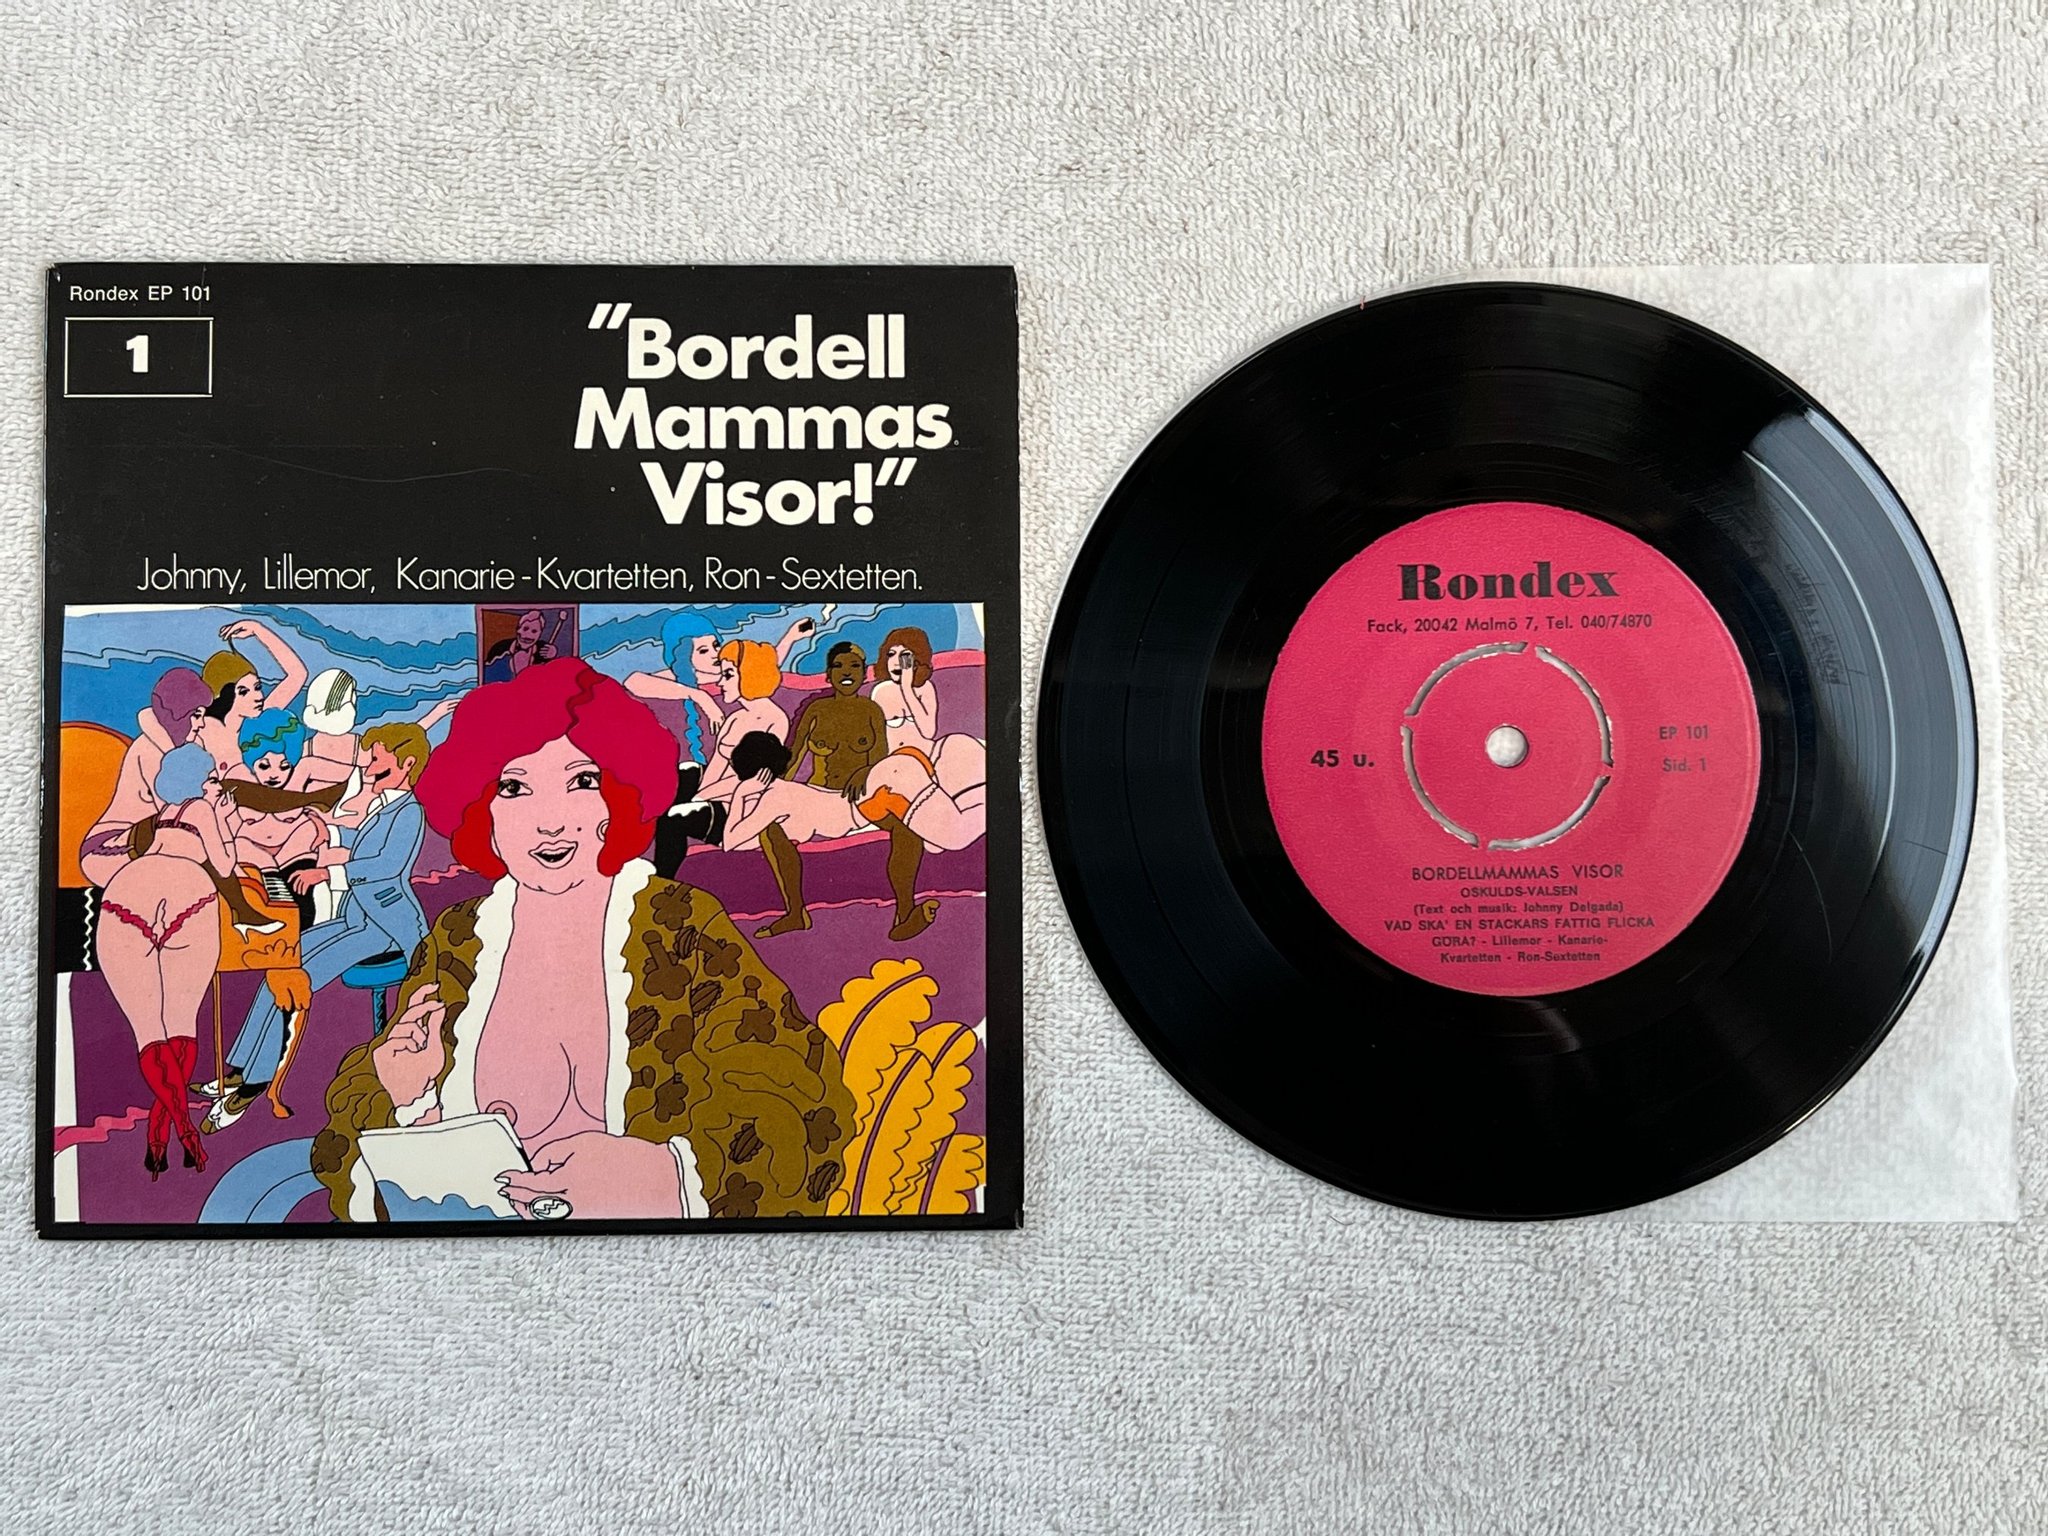 Rondex EP 101
1
"Bordell
Mammas
Visor!"
Johnny, Lillemor, Kanarie-Kvartetten, Ron-Sextetten.
Rondex
Fack, 20042 Malmö 7, Tel. 040/74870
45 u.
EP 101
Sid. 1
BORDELLMAMMAS VISOR
OSKULDS-VALSEN
(Text och musik: Johnny Delgada)
VAD SKA' EN STACKARS FATTIG FLICKA
GÖRA? - Lillemor - Kanarie-
Kvartetten - Ron-Sextetten